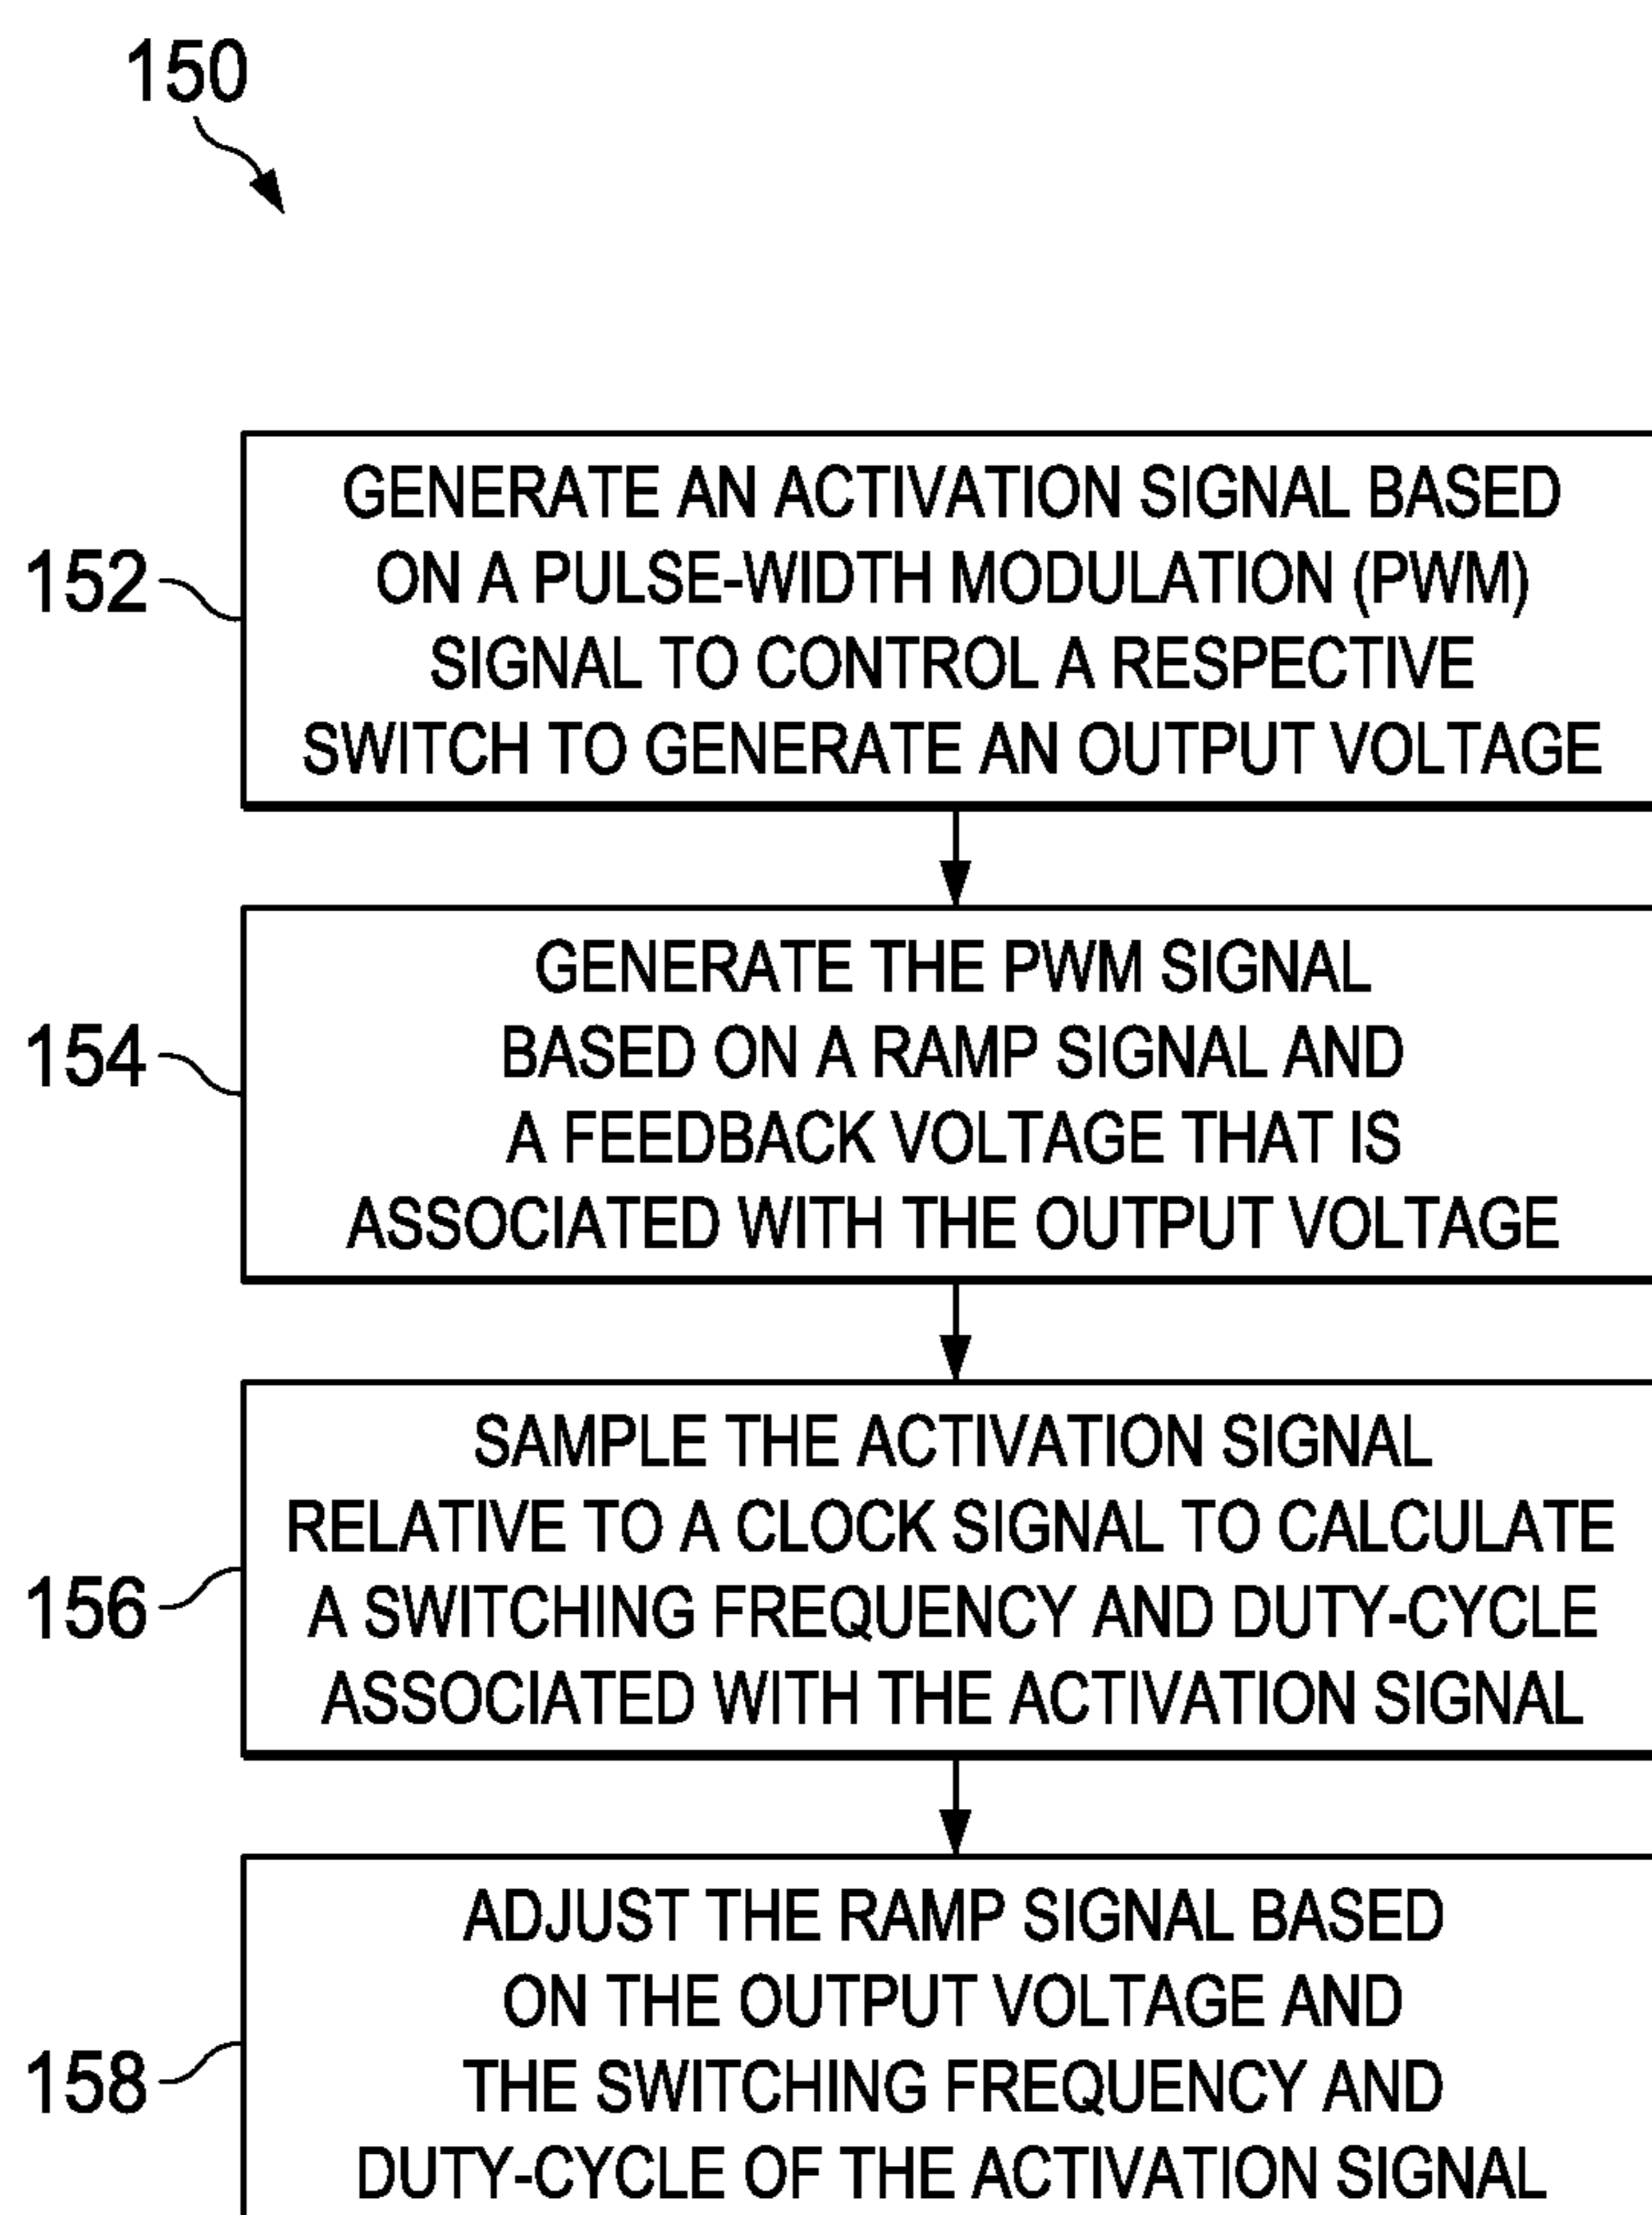 150
152
GENERATE AN ACTIVATION SIGNAL BASED
ON A PULSE-WIDTH MODULATION (PWM)
SIGNAL TO CONTROL A RESPECTIVE
SWITCH TO GENERATE AN OUTPUT VOLTAGE
154
GENERATE THE PWM SIGNAL
BASED ON A RAMP SIGNAL AND
A FEEDBACK VOLTAGE THAT IS
ASSOCIATED WITH THE OUTPUT VOLTAGE
156
SAMPLE THE ACTIVATION SIGNAL
RELATIVE TO A CLOCK SIGNAL TO CALCULATE
A SWITCHING FREQUENCY AND DUTY-CYCLE
ASSOCIATED WITH THE ACTIVATION SIGNAL
158
ADJUST THE RAMP SIGNAL BASED
ON THE OUTPUT VOLTAGE AND
THE SWITCHING FREQUENCY AND
DUTY-CYCLE OF THE ACTIVATION SIGNAL